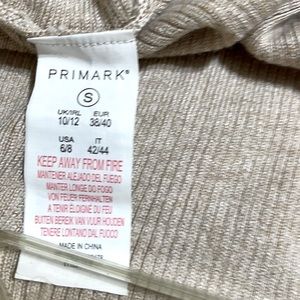 PRIMARK®
S
UK/IRL EUR
10/12 38/40
USA IT
6/8 42/44
KEEP AWAY FROM FIRE
MANTENER ALEJADO DEL FUEGO
MANTER LONGE DO FOGO
VON FEUER FERNHALTEN
A TENIR ÉLOIGNÉ DU FEU
BUITEN BEREIK VAN VUUR HOUDEN
TENERE LONTANO DAL FUOCO
MADE IN CHINA